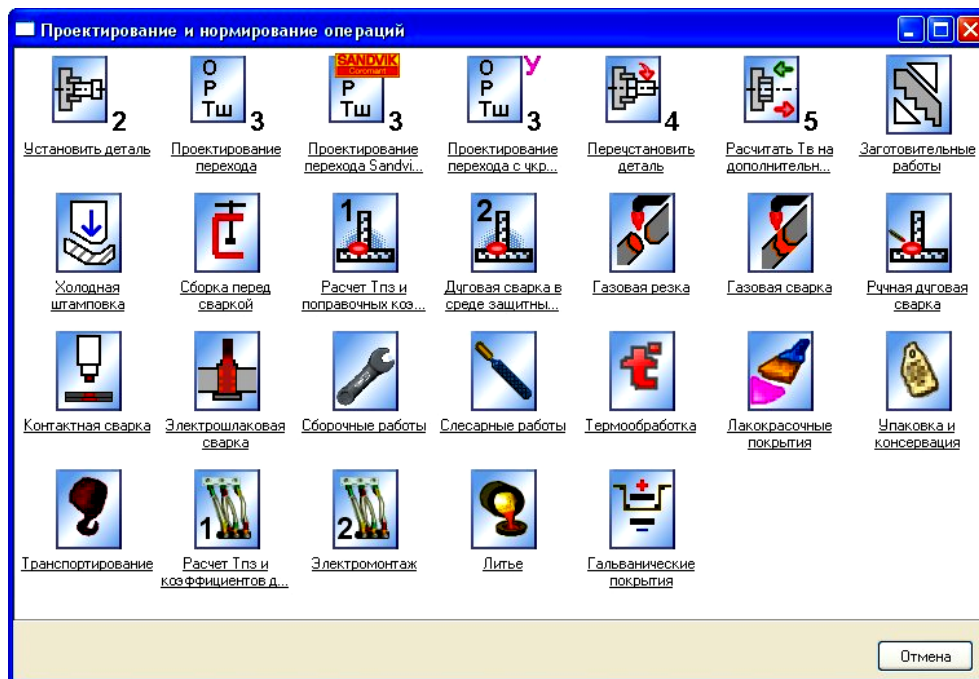 Проектирование и нормирование операций
О
Р
Тш 3
SANDVIK
Coromant
Р
Тш 3
О У
Р
Тш 3
2
4
5
Установить деталь
Проектирование
перехода
Проектирование
перехода Sandvi...
Проектирование
перехода с укр...
Переустановить
деталь
Расчитать Тв на
дополнительн...
Заготовительные
работы
1
2
Холодная
штамповка
Сборка перед
сваркой
Расчет Тпз и
поправочных коэ...
Дуговая сварка в
среде защитны...
Газовая резка
Газовая сварка
Ручная дуговая
сварка
t
Контактная сварка
Электрошлаковая
сварка
Сборочные работы
Слесарные работы
Термообработка
Лакокрасочные
покрытия
Упаковка и
консервация
1
2
Транспортирование
Расчет Тпз и
коэффициентов д...
Электромонтаж
Литье
Гальванические
покрытия
Отмена